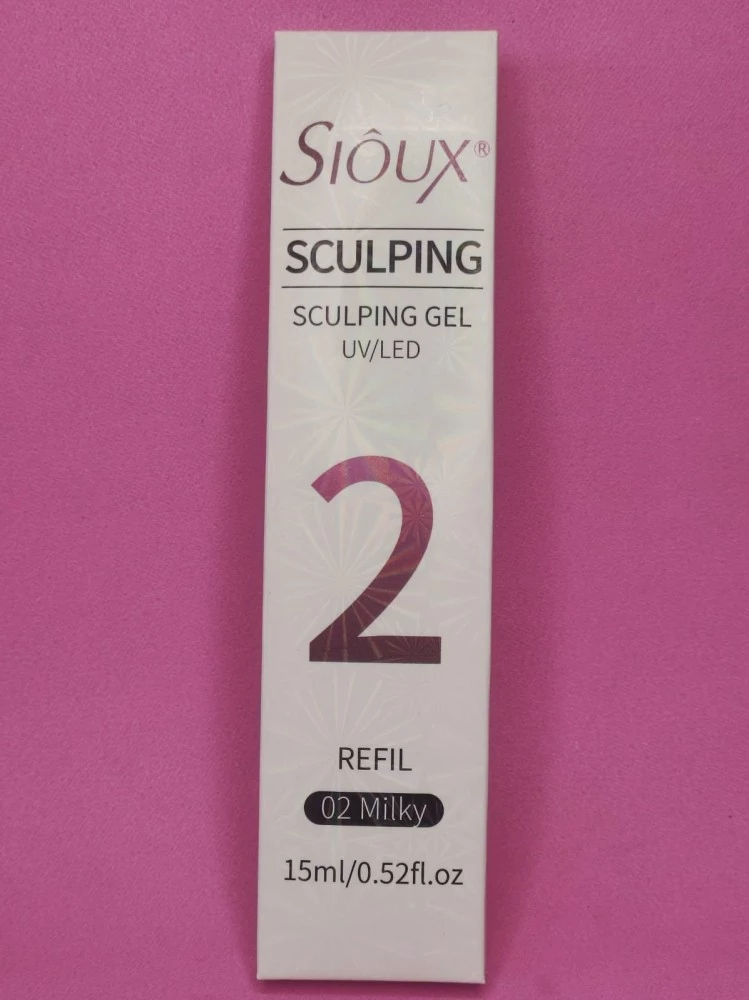 SIÔUX®
SCULPING
SCULPING GEL
UV/LED
2
REFIL
02 Milky
15ml/0.52fl.oz